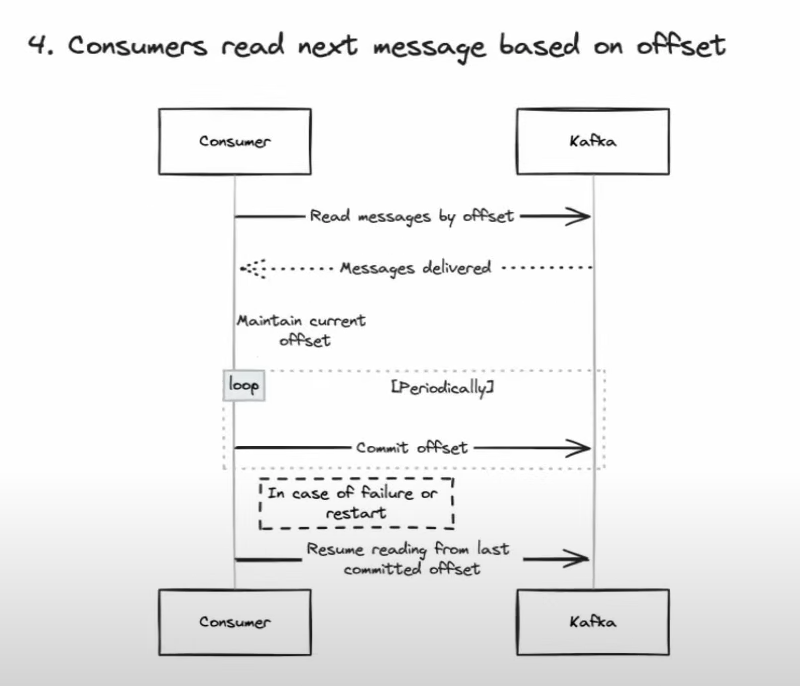 4. Consumers read next message based on offset
Consumer
Kafka
Read messages by offset
Messages delivered
Maintain current
offset
loop
[Periodically]
Commit offset
In case of failure or
restart
Resume reading from last
committed offset
Consumer
Kafka